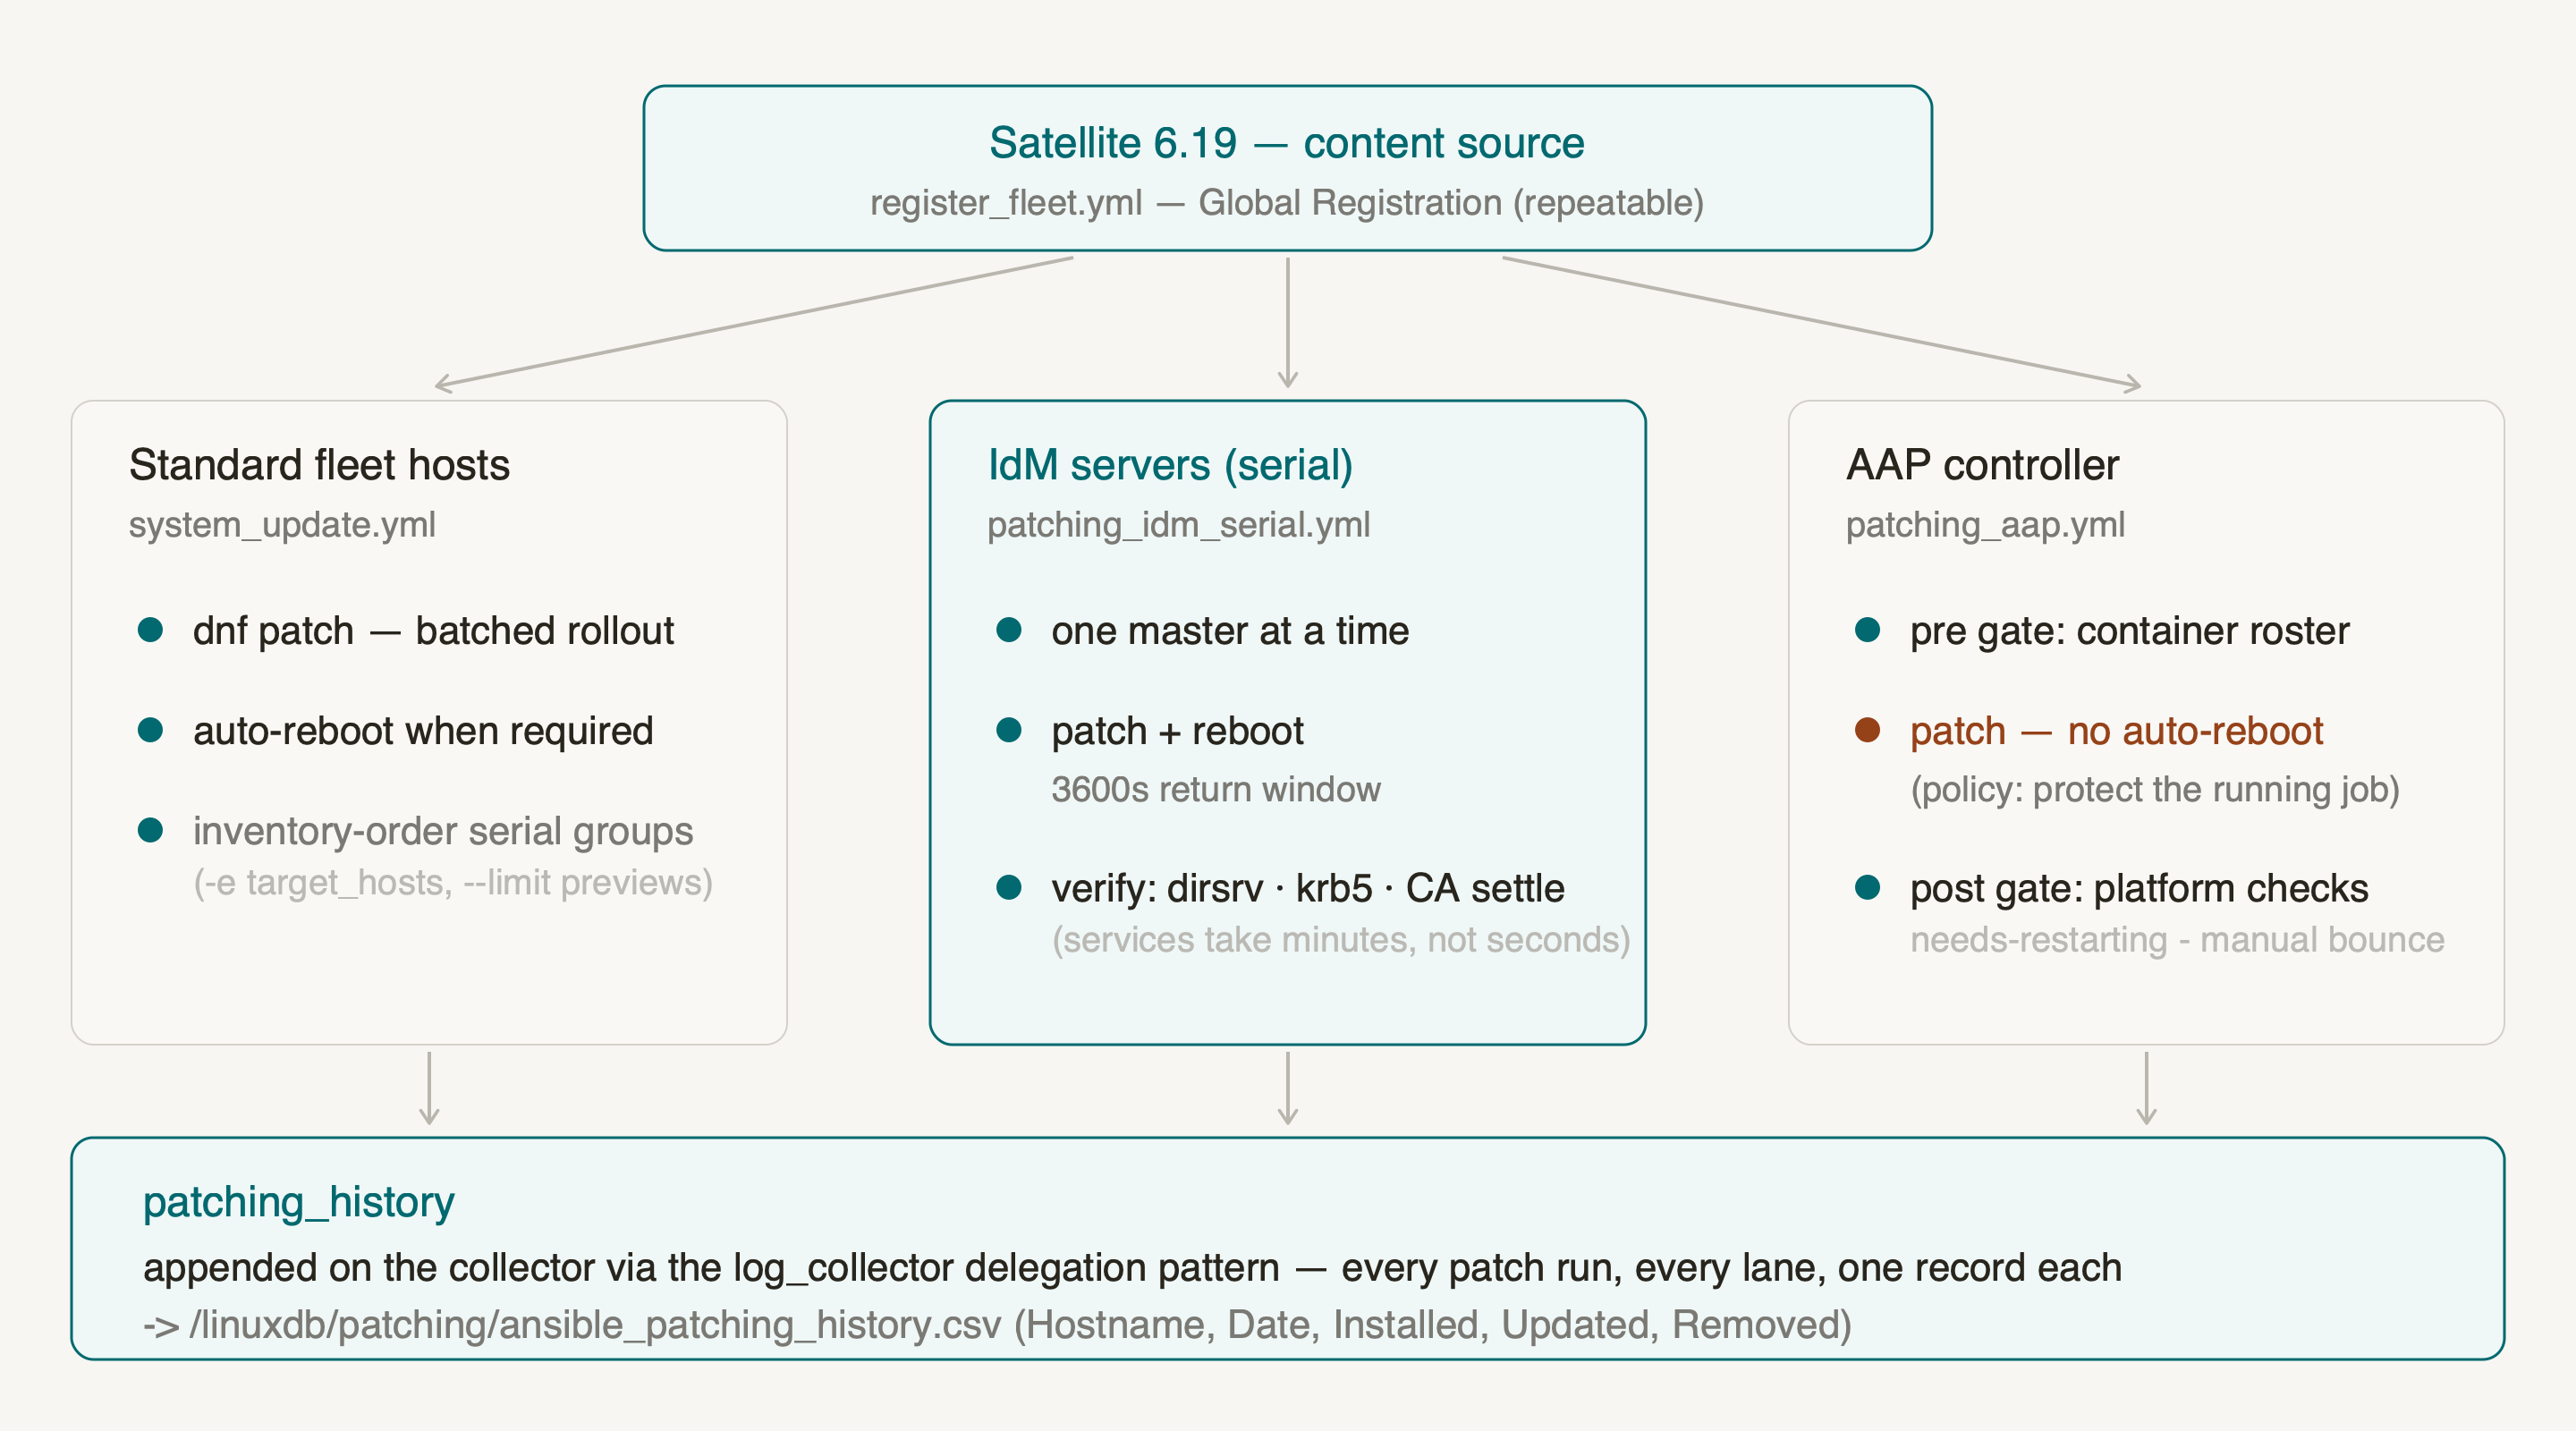 Satellite 6.19 — content source
register_fleet.yml — Global Registration (repeatable)
Standard fleet hosts
system_update.yml
dnf patch — batched rollout
auto-reboot when required
inventory-order serial groups
(-e target_hosts, --limit previews)
IdM servers (serial)
patching_idm_serial.yml
one master at a time
patch + reboot
3600s return window
verify: dirsrv · krb5 · CA settle
(services take minutes, not seconds)
AAP controller
patching_aap.yml
pre gate: container roster
patch — no auto-reboot
(policy: protect the running job)
post gate: platform checks
needs-restarting - manual bounce
patching_history
appended on the collector via the log_collector delegation pattern — every patch run, every lane, one record each
-> /linuxdb/patching/ansible_patching_history.csv (Hostname, Date, Installed, Updated, Removed)